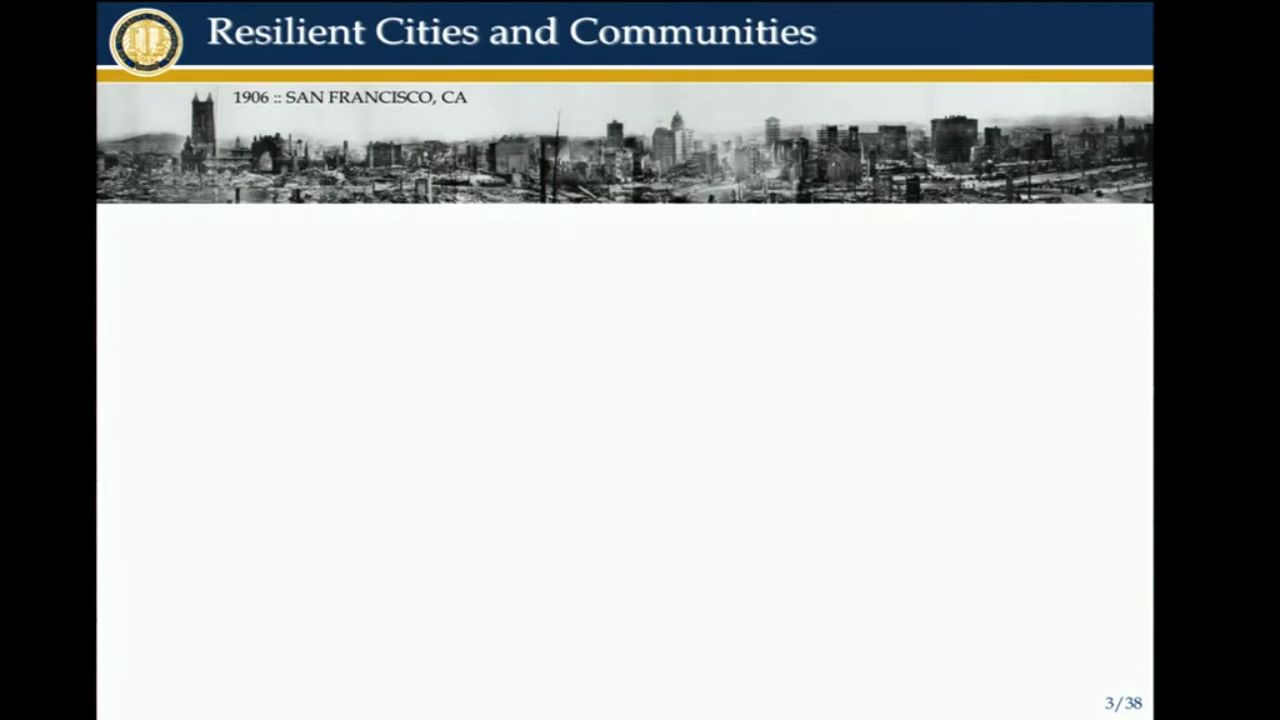 Resilient Cities and Communities
1906 :: SAN FRANCISCO, CA
3/38